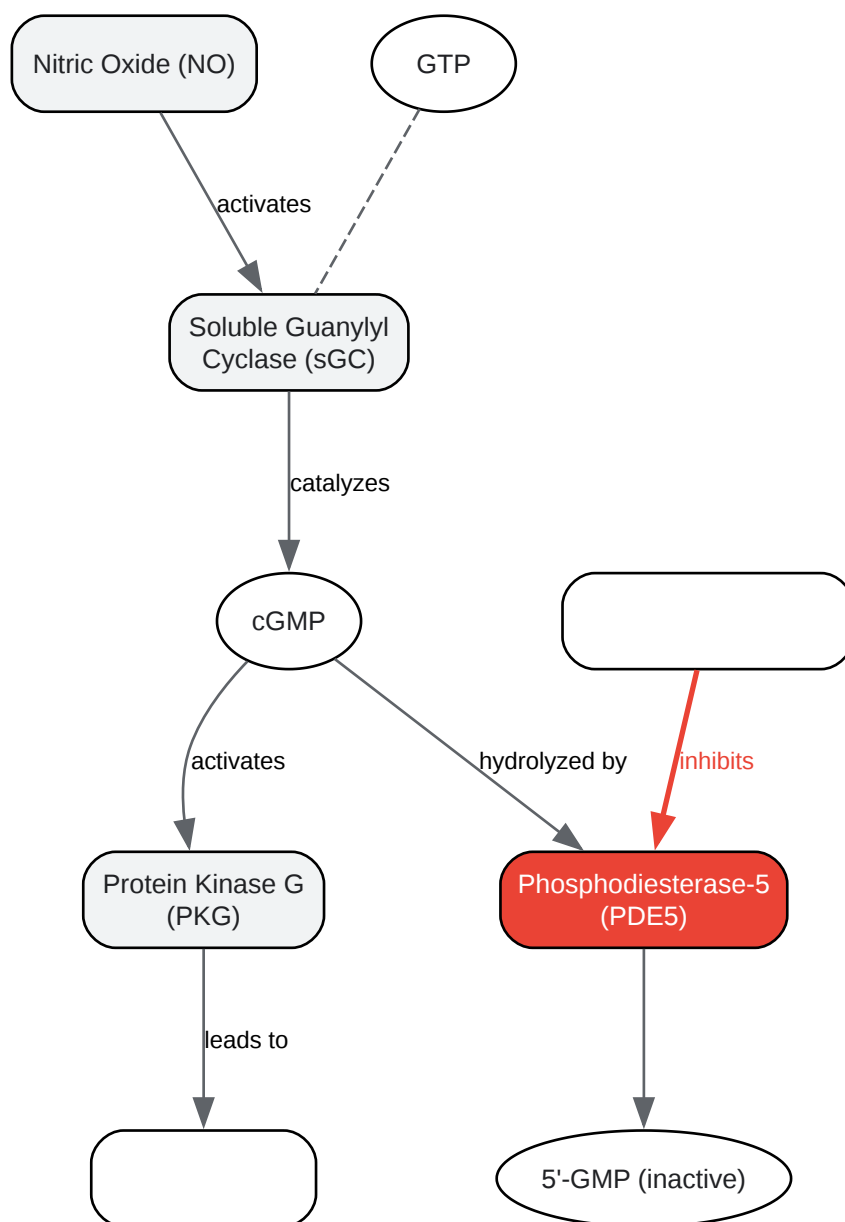 Nitric Oxide (NO)
GTP
activates
Soluble Guanylyl
Cyclase (sGC)
catalyzes
cGMP
activates
hydrolyzed by
inhibits
Protein Kinase G
(PKG)
Phosphodiesterase-5
(PDE5)
leads to
5'-GMP (inactive)